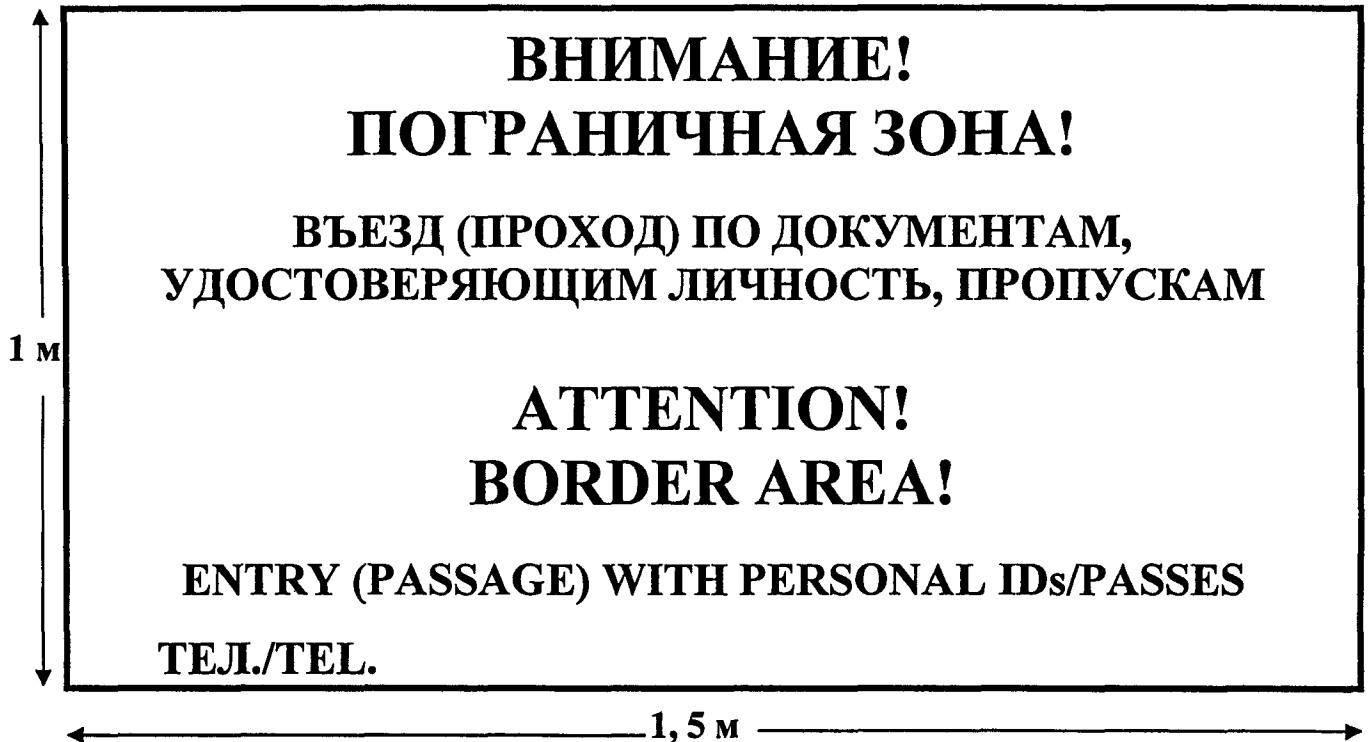 ВНИМАНИЕ!
ПОГРАНИЧНАЯ ЗОНА!
ВЪЕЗД (ПРОХОД) ПО ДОКУМЕНТАМ,
УДОСТОВЕРЯЮЩИМ ЛИЧНОСТЬ, ПРОПУСКАМ
1 м
ATTENTION!
BORDER AREA!
ENTRY (PASSAGE) WITH PERSONAL IDs/PASSES
ТЕЛ./TEL.
1, 5 м